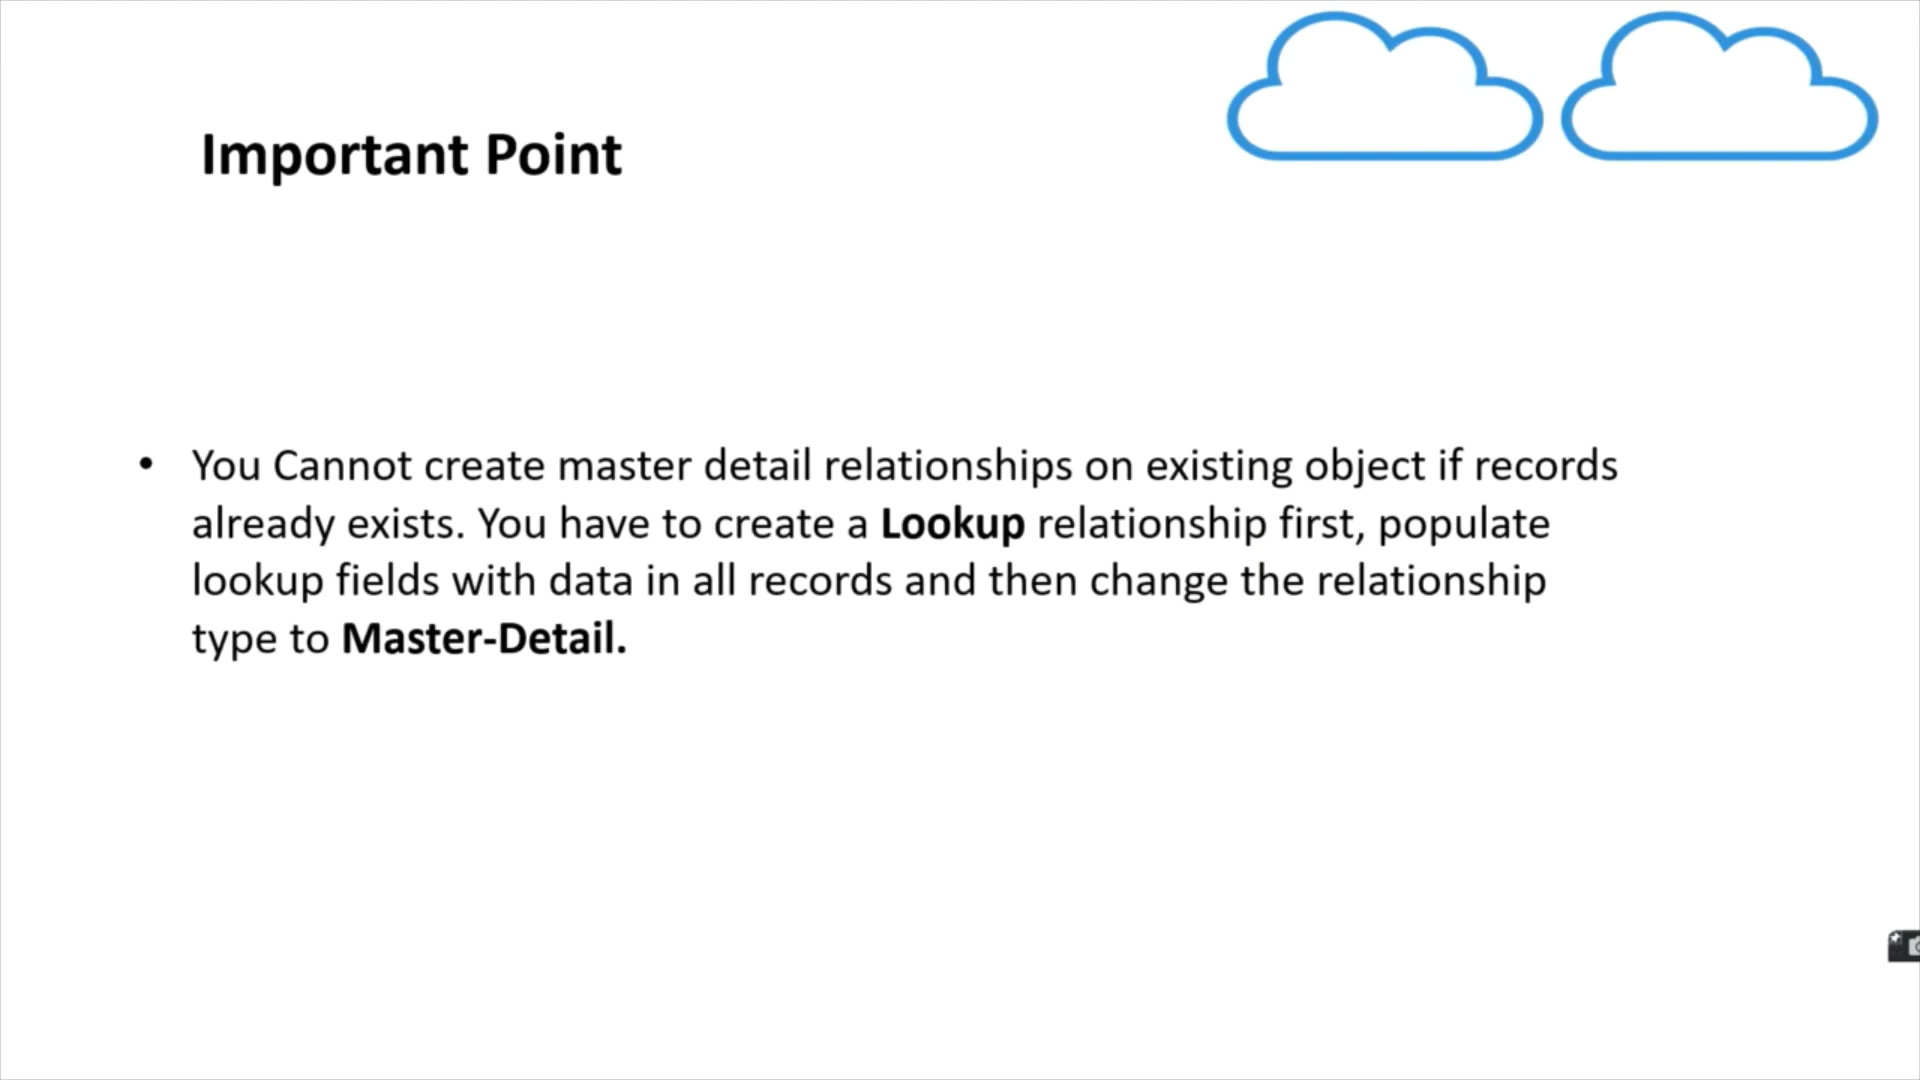 Important Point
• You Cannot create master detail relationships on existing object if records
already exists. You have to create a Lookup relationship first, populate
lookup fields with data in all records and then change the relationship
type to Master-Detail.